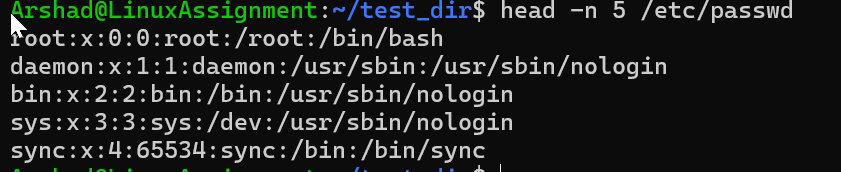 Arshad@LinuxAssignment:~/test_dir$ head -n 5 /etc/passwd
root:x:0:0:root:/root:/bin/bash
daemon:x:1:1:daemon:/usr/sbin:/usr/sbin/nologin
bin:x:2:2:bin:/bin:/usr/sbin/nologin
sys:x:3:3:sys:/dev:/usr/sbin/nologin
sync:x:4:65534:sync:/bin:/bin/sync